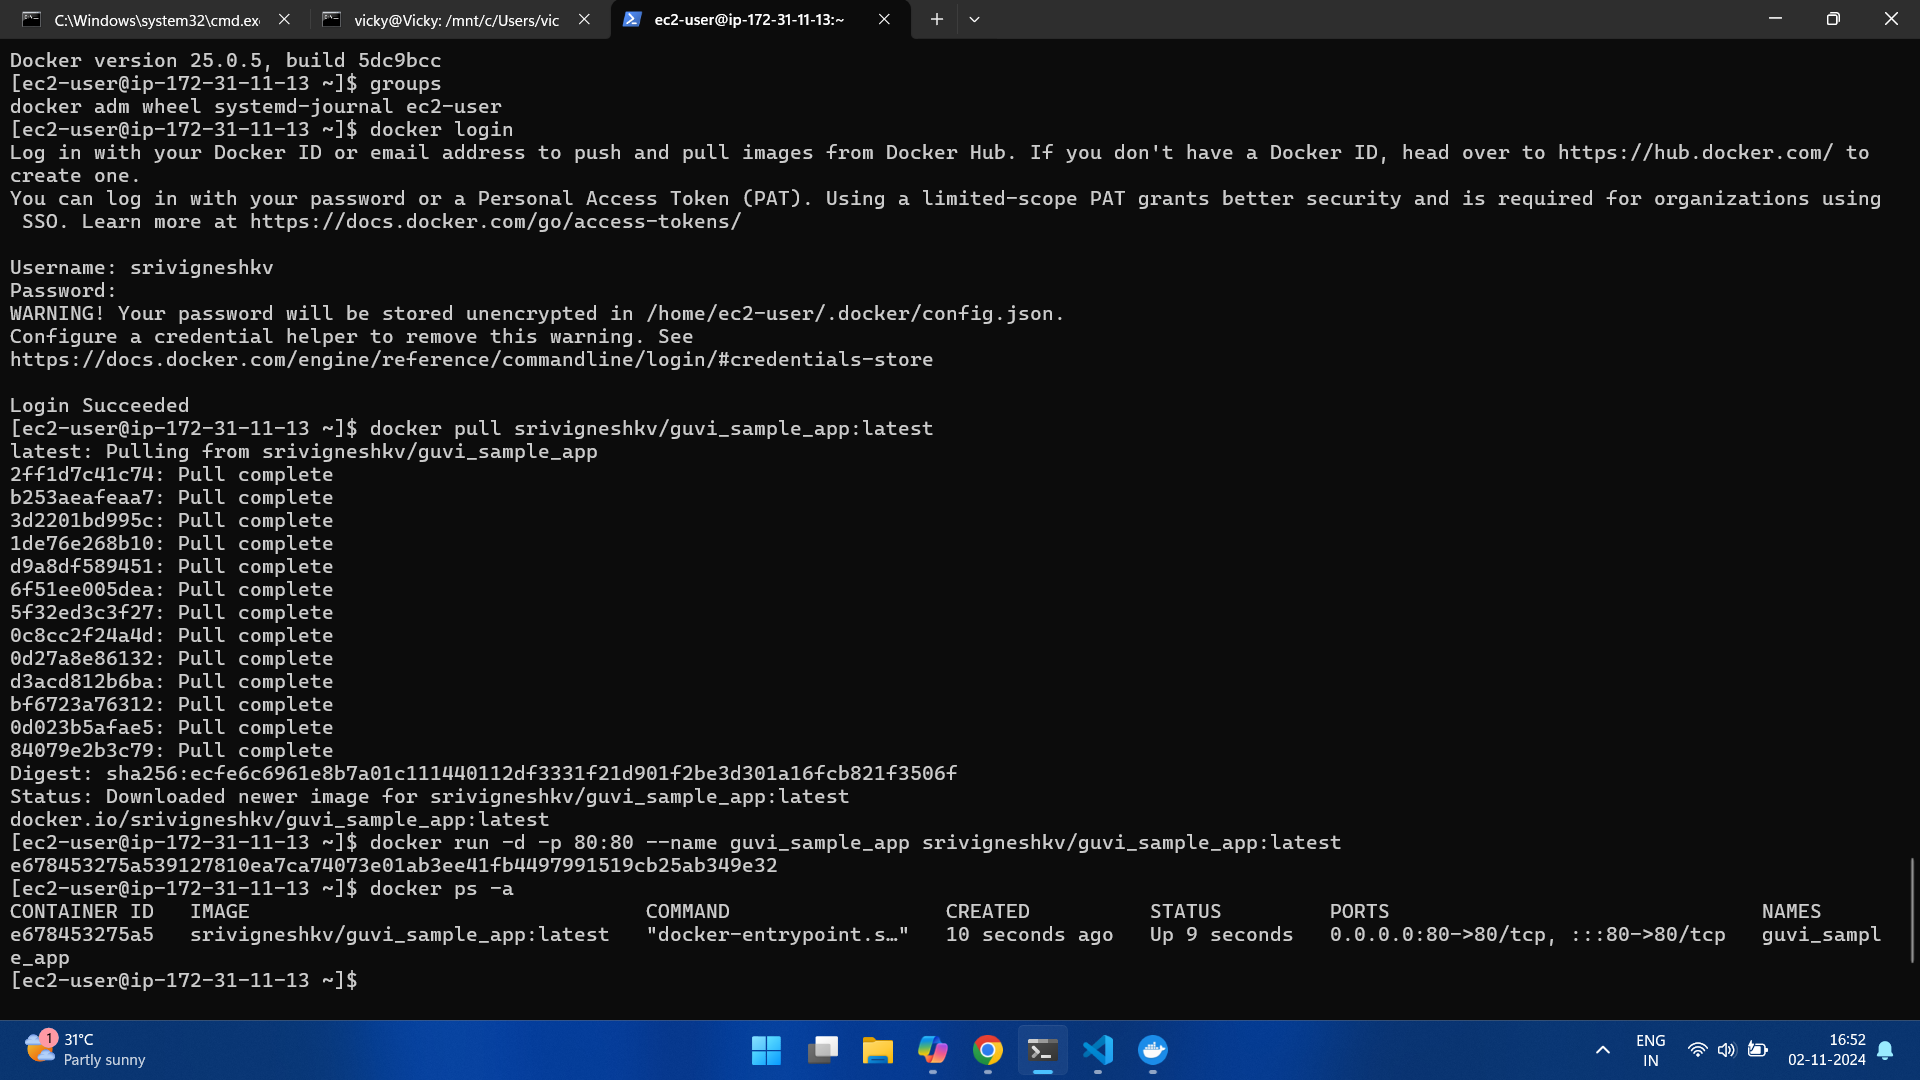 C:\Windows\system32\cmd.exe
vicky@Vicky: /mnt/c/Users/vic
ec2-user@ip-172-31-11-13:~
Docker version 25.0.5, build 5dc9bcc
[ec2-user@ip-172-31-11-13 ~]$ groups
docker adm wheel systemd-journal ec2-user
[ec2-user@ip-172-31-11-13 ~]$ docker login
Log in with your Docker ID or email address to push and pull images from Docker Hub. If you don't have a Docker ID, head over to https://hub.docker.com/ to
create one.
You can log in with your password or a Personal Access Token (PAT). Using a limited-scope PAT grants better security and is required for organizations using
SSO. Learn more at https://docs.docker.com/go/access-tokens/
Username: srivigneshkv
Password:
WARNING! Your password will be stored unencrypted in /home/ec2-user/.docker/config.json.
Configure a credential helper to remove this warning. See
https://docs.docker.com/engine/reference/commandline/login/#credentials-store
Login Succeeded
[ec2-user@ip-172-31-11-13 ~]$ docker pull srivigneshkv/guvi_sample_app:latest
latest: Pulling from srivigneshkv/guvi_sample_app
2ff1d7c41c74: Pull complete
b253aeafeaa7: Pull complete
3d2201bd995c: Pull complete
1de76e268b10: Pull complete
d9a8df589451: Pull complete
6f51ee005dea: Pull complete
5f32ed3c3f27: Pull complete
0c8cc2f24a4d: Pull complete
0d27a8e86132: Pull complete
d3acd812b6ba: Pull complete
bf6723a76312: Pull complete
0d023b5afae5: Pull complete
84079e2b3c79: Pull complete
Digest: sha256:ecfe6c6961e8b7a01c111440112df3331f21d901f2be3d301a16fcb821f3506f
Status: Downloaded newer image for srivigneshkv/guvi_sample_app:latest
docker.io/srivigneshkv/guvi_sample_app:latest
[ec2-user@ip-172-31-11-13 ~]$ docker run -d -p 80:80 --name guvi_sample_app srivigneshkv/guvi_sample_app:latest
e678453275a539127810ea7ca74073e01ab3ee41fb4497991519cb25ab349e32
[ec2-user@ip-172-31-11-13 ~]$ docker ps -a
CONTAINER ID IMAGE COMMAND CREATED STATUS PORTS NAMES
e678453275a5 srivigneshkv/guvi_sample_app:latest "docker-entrypoint.s…" 10 seconds ago Up 9 seconds 0.0.0.0:80->80/tcp, :::80->80/tcp guvi_sampl
e_app
[ec2-user@ip-172-31-11-13 ~]$
1
31°C
Partly sunny
ENG
IN
16:52
02-11-2024